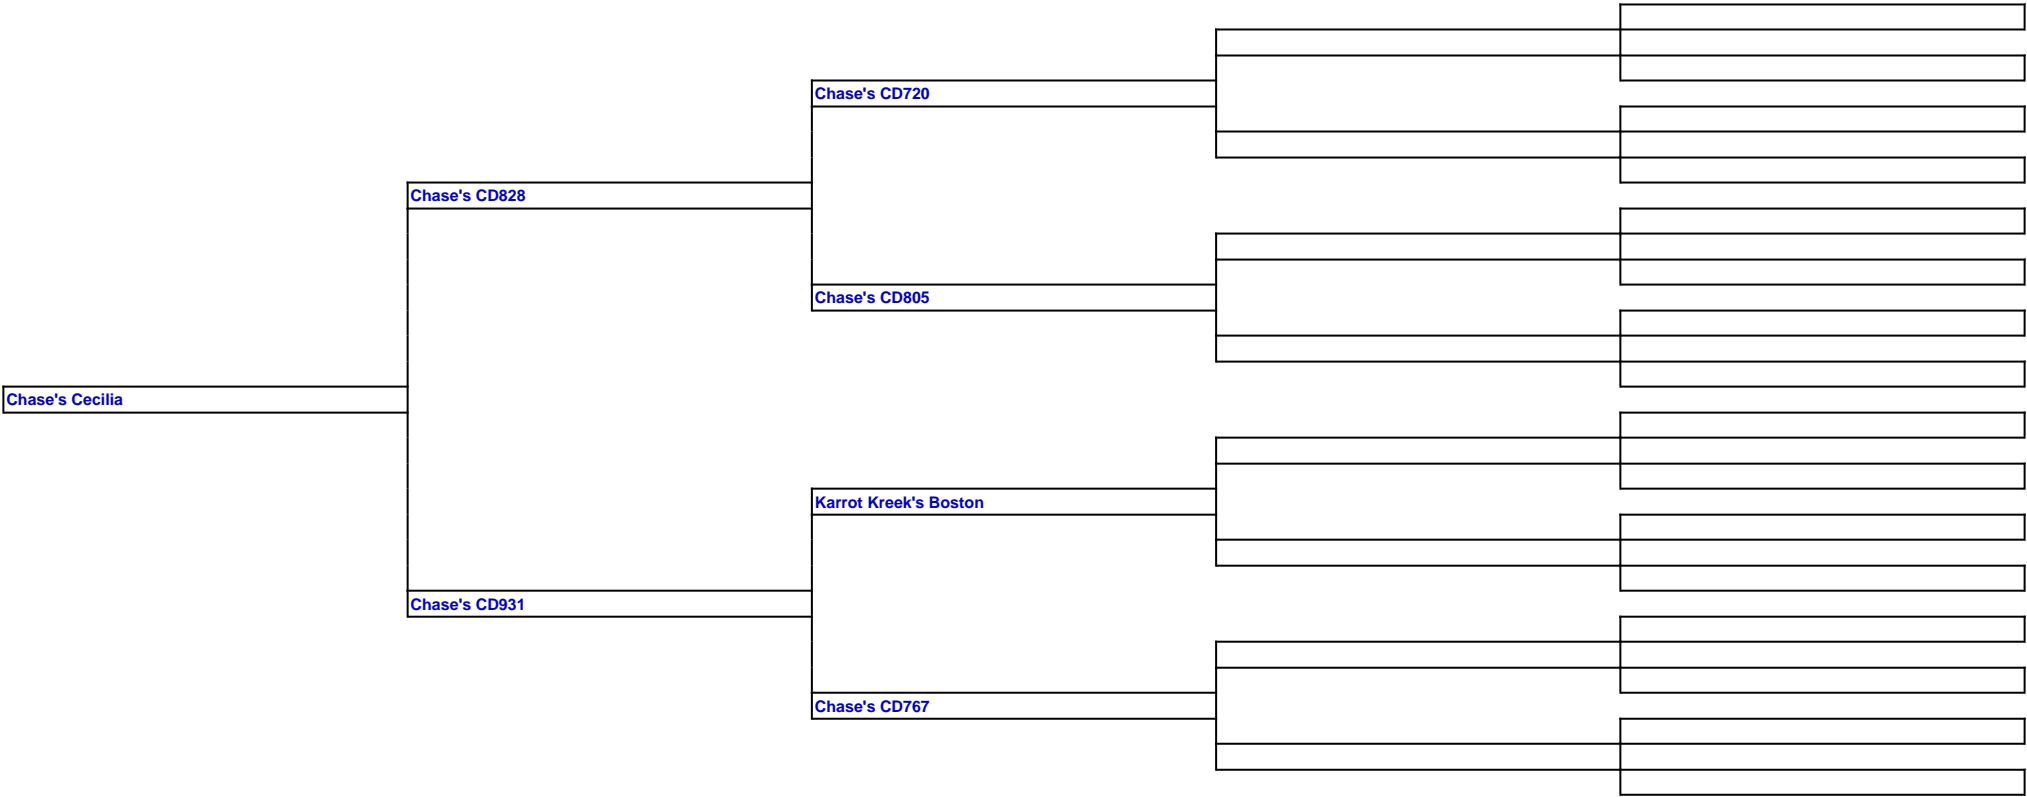 Chase's CD720
Chase's CD828
Chase's CD805
Chase's Cecilia
Karrot Kreek's Boston
Chase's CD931
Chase's CD767